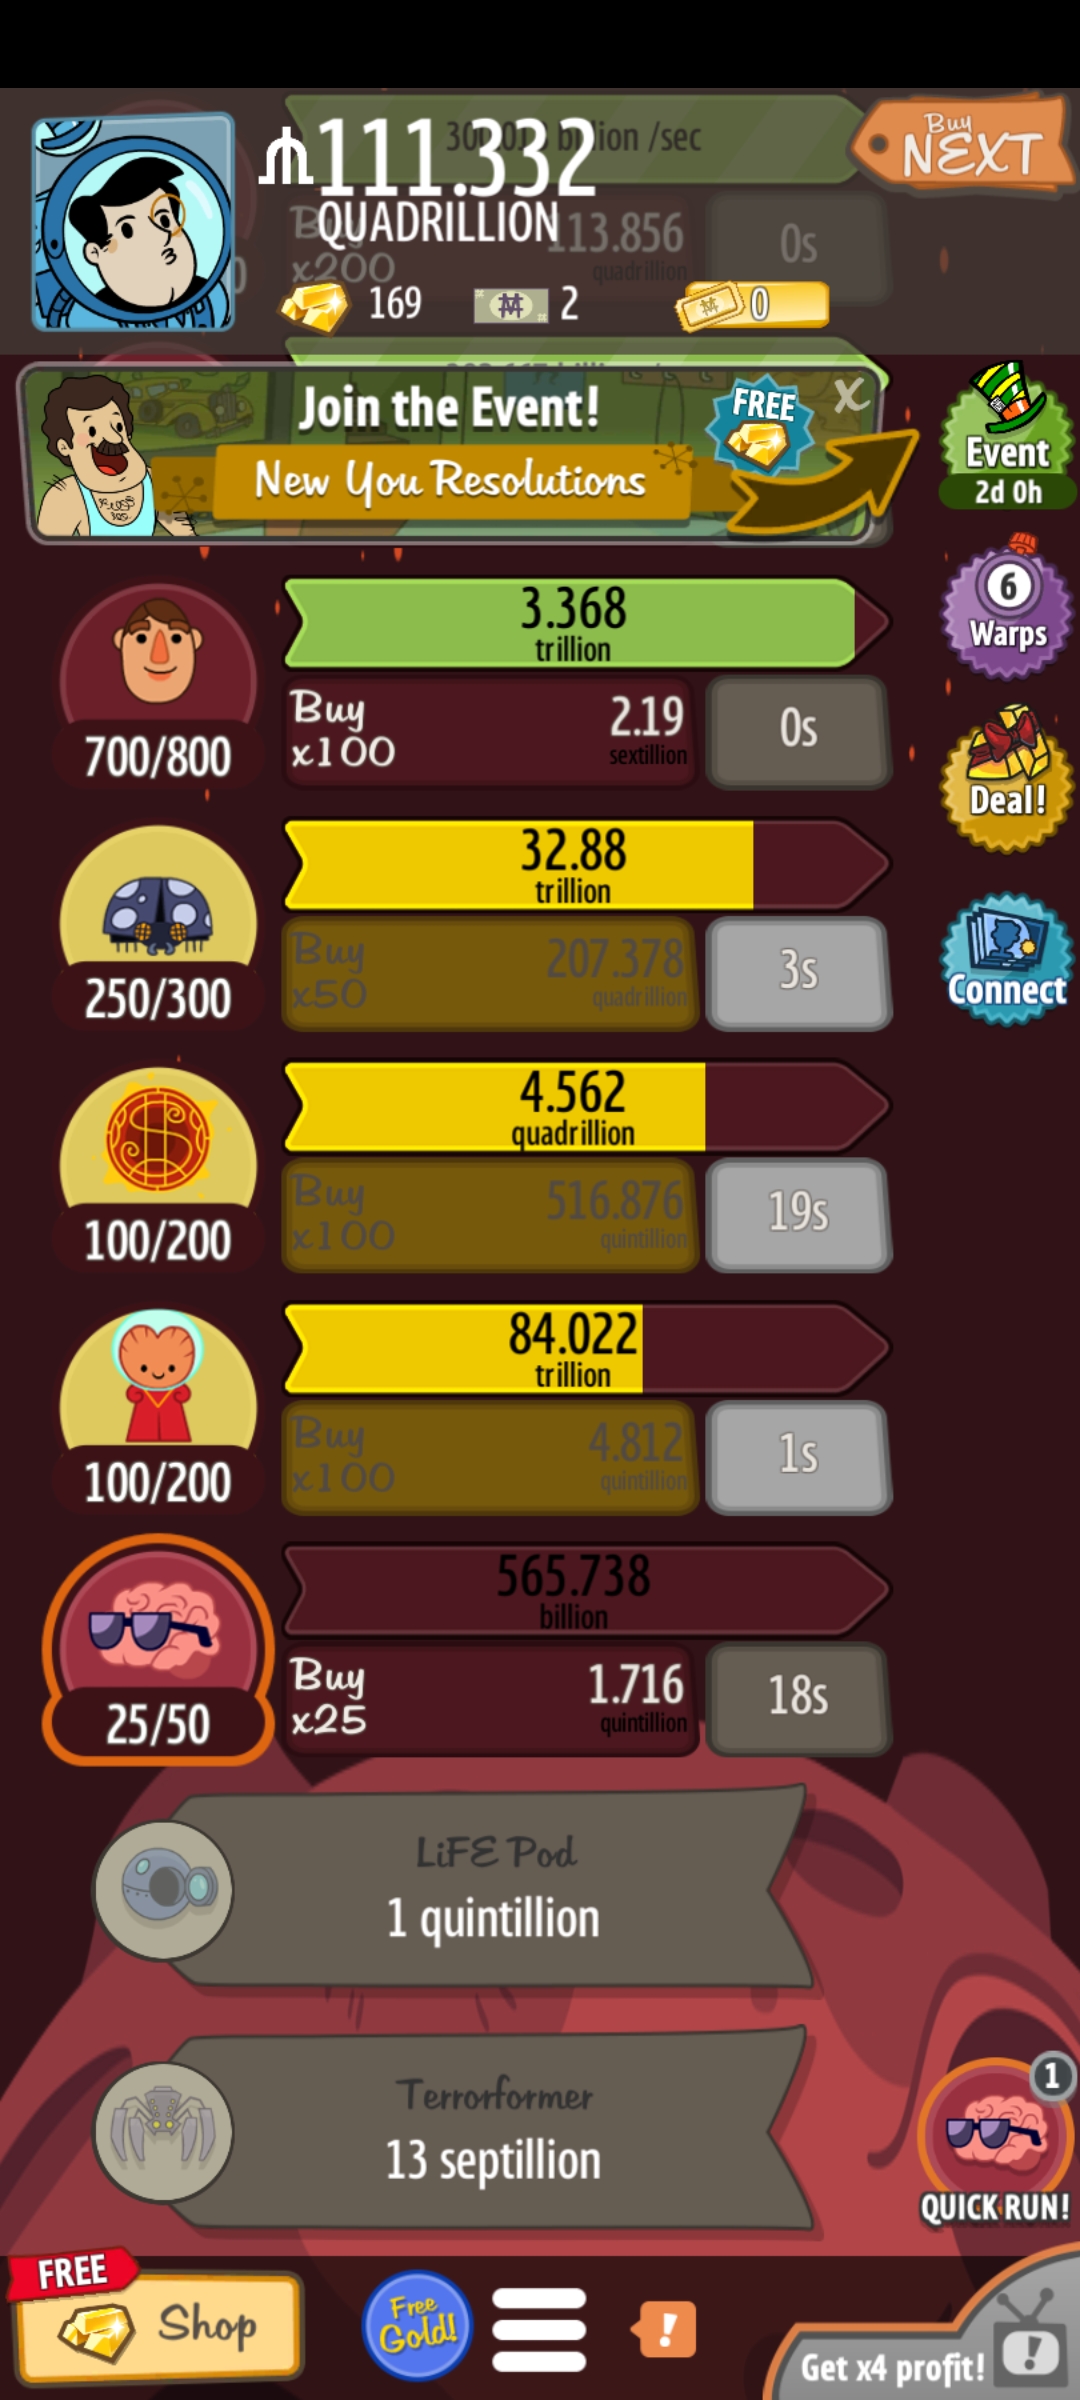 111.332
QUADRILLION
Buy
NEXT
/sec
Buy
x200
113.856
quadrillion
0s
169
2
0
Join the Event!
New You Resolutions
FREE
X
Event
2d 0h
3.368
trillion
700/800
Buy
x100
2.19
sextillion
0s
6
Warps
32.88
trillion
250/300
Buy
x50
207.378
quadrillion
3s
Deal!
Connect
4.562
quadrillion
100/200
Buy
x100
516.876
quintillion
19s
84.022
trillion
100/200
Buy
x100
4.812
quintillion
1s
565.738
billion
25/50
Buy
x25
1.716
quintillion
18s
LiFE Pod
1 quintillion
Terrorformer
13 septillion
1
QUICK RUN!
FREE
Shop
Free
Gold!
!
Get x4 profit!
!